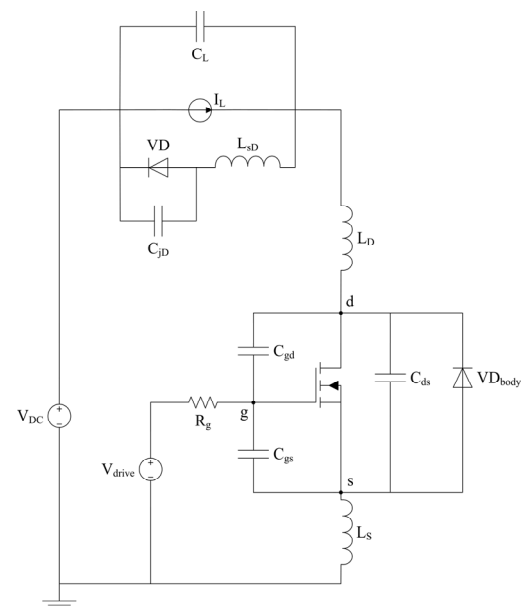 C_L
I_L
VD
L_sD
C_jD
L_D
d
C_gd
C_ds
VD_body
V_DC
+
−
R_g
g
V_drive
+
−
C_gs
s
L_S